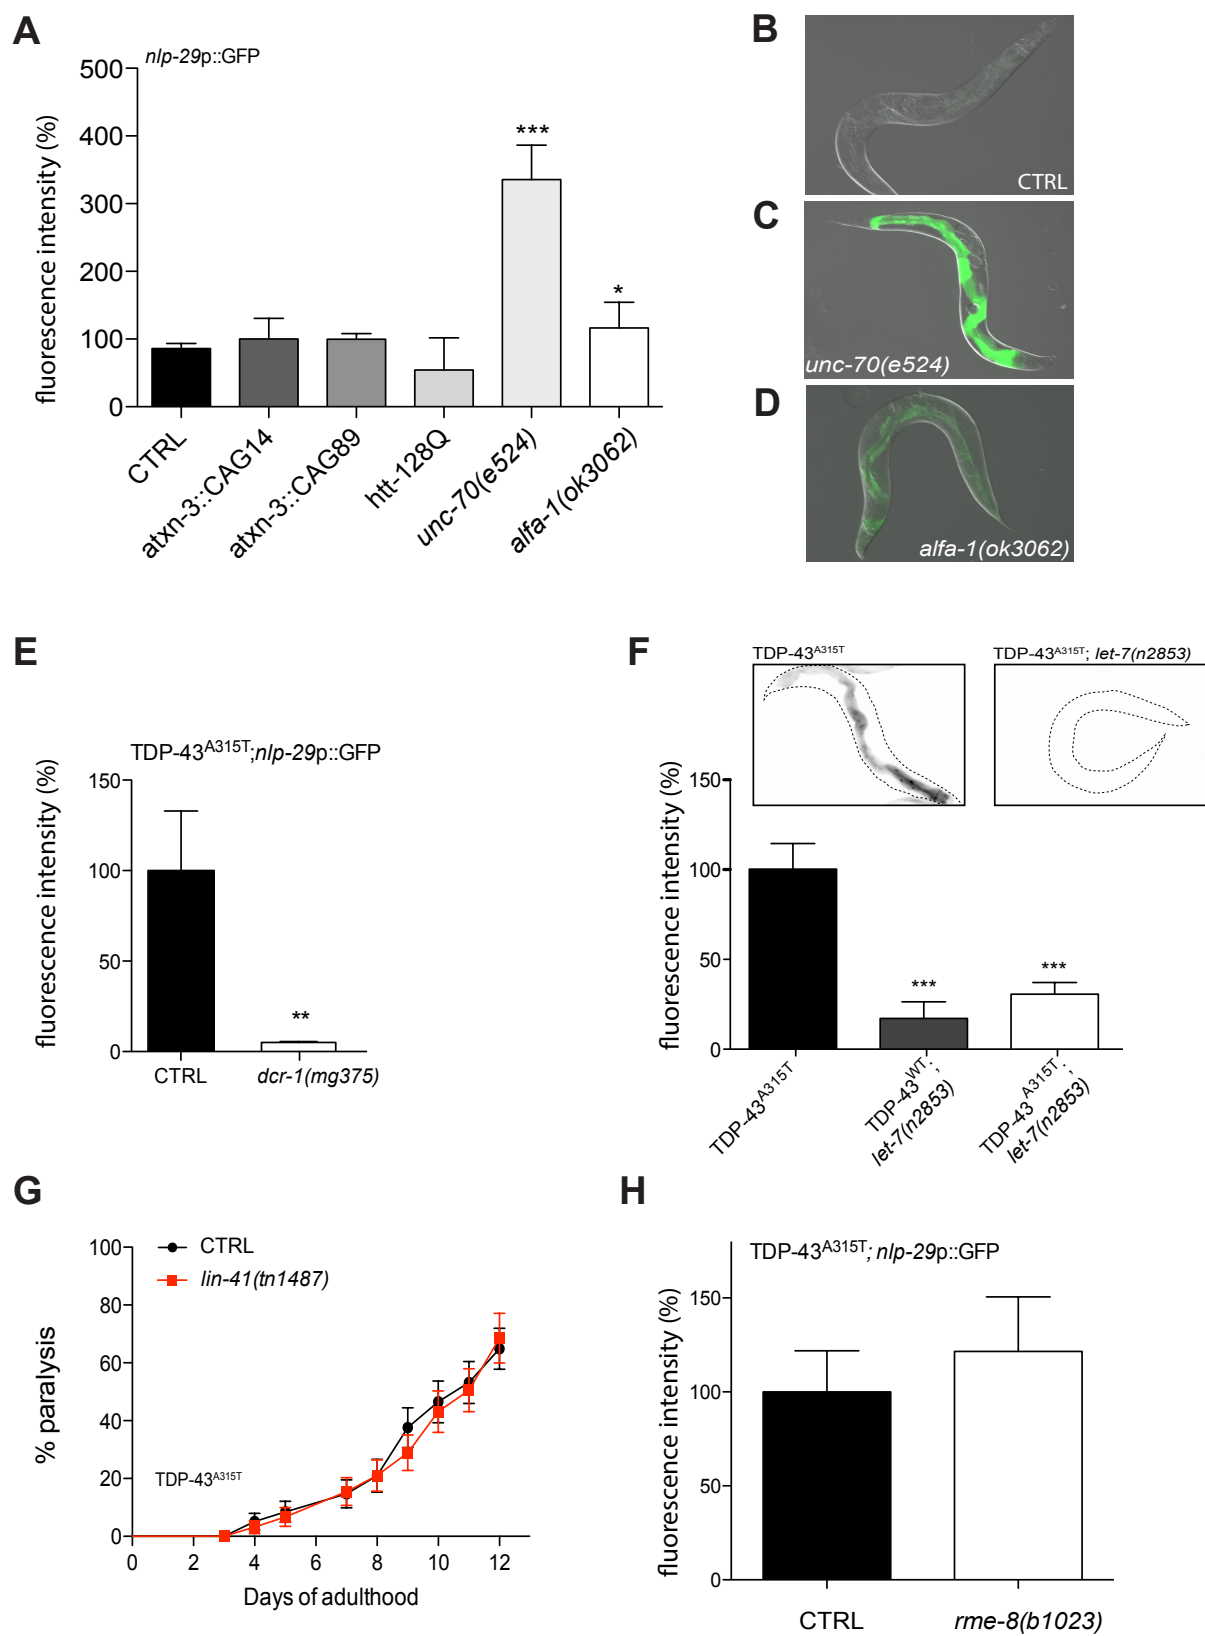 A
nlp-29p::GFP
fluorescence intensity (%)
500
400
300
200
100
0
***
*
CTRL
atxn-3::CAG14
atxn-3::CAG89
htt-128Q
unc-70(e524)
alfa-1(ok3062)
B
CTRL
C
unc-70(e524)
D
alfa-1(ok3062)
E
TDP-43A315T;nlp-29p::GFP
fluorescence intensity (%)
150
100
50
0
**
CTRL
dcr-1(mg375)
F
TDP-43A315T
TDP-43A315T; let-7(n2853)
fluorescence intensity (%)
150
100
50
0
***
***
TDP-43A315T
TDP-43WT;
let-7(n2853)
TDP-43A315T;
let-7(n2853)
G
CTRL
lin-41(tn1487)
% paralysis
100
80
60
40
20
0
TDP-43A315T
0 2 4 6 8 10 12
Days of adulthood
H
TDP-43A315T; nlp-29p::GFP
fluorescence intensity (%)
150
100
50
0
CTRL
rme-8(b1023)